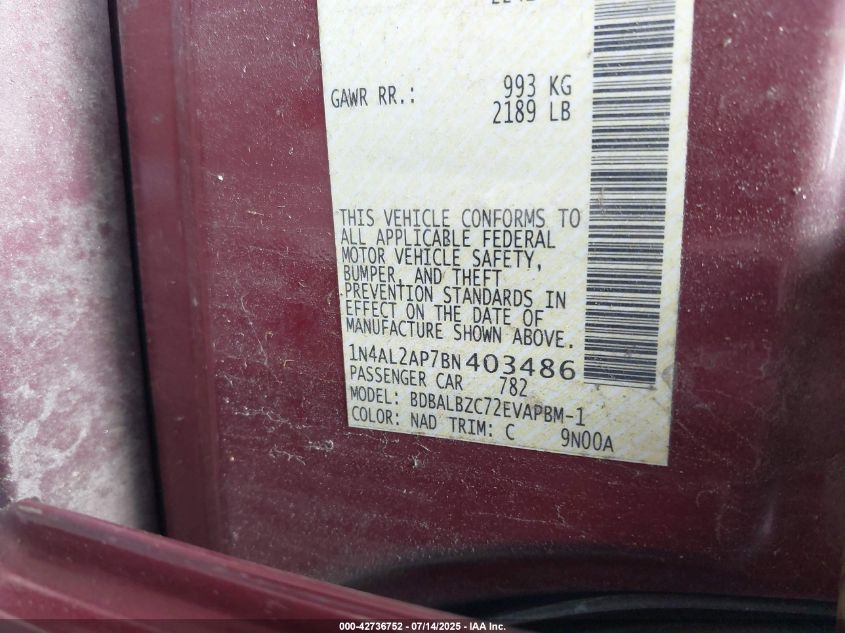 GAWR RR.: 993 KG
2189 LB
THIS VEHICLE CONFORMS TO
ALL APPLICABLE FEDERAL
MOTOR VEHICLE SAFETY,
BUMPER, AND THEFT
PREVENTION STANDARDS IN
EFFECT ON THE DATE OF
MANUFACTURE SHOWN ABOVE.
1N4AL2AP7BN403486
PASSENGER CAR 782
MODEL: BDBALBZC72EVAPBM-1
COLOR: NAD TRIM: C 9N00A
000-42736752 - 07/14/2025 - IAA Inc.